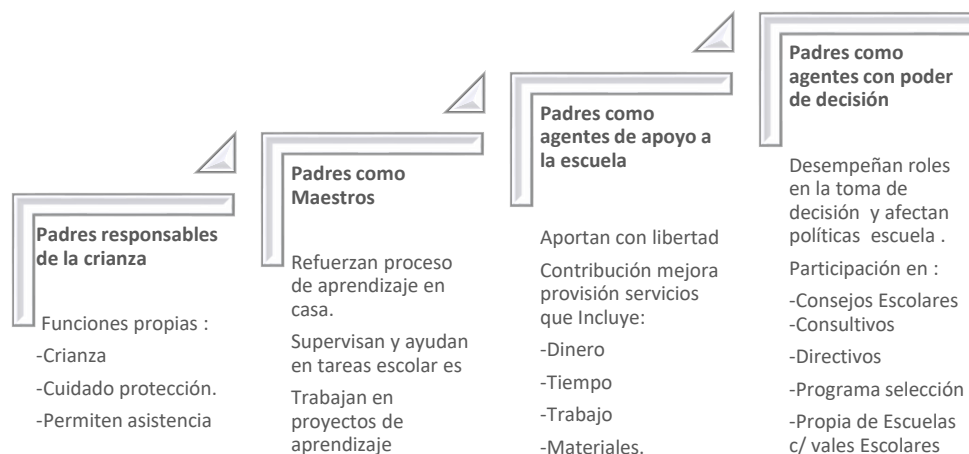 Padres responsables
de la crianza
Funciones propias :
-Crianza
-Cuidado protección.
-Permiten asistencia
Padres como
Maestros
Refuerzan proceso
de aprendizaje en
casa.
Supervisan y ayudan
en tareas escolar es
Trabajan en
proyectos de
aprendizaje
Padres como
agentes de apoyo a
la escuela
Aportan con libertad
Contribución mejora
provisión servicios
que Incluye:
-Dinero
-Tiempo
-Trabajo
-Materiales.
Padres como
agentes con poder
de decisión
Desempeñan roles
en la toma de
decisión y afectan
políticas escuela .
Participación en :
-Consejos Escolares
-Consultivos
-Directivos
-Programa selección
-Propia de Escuelas
c/ vales Escolares